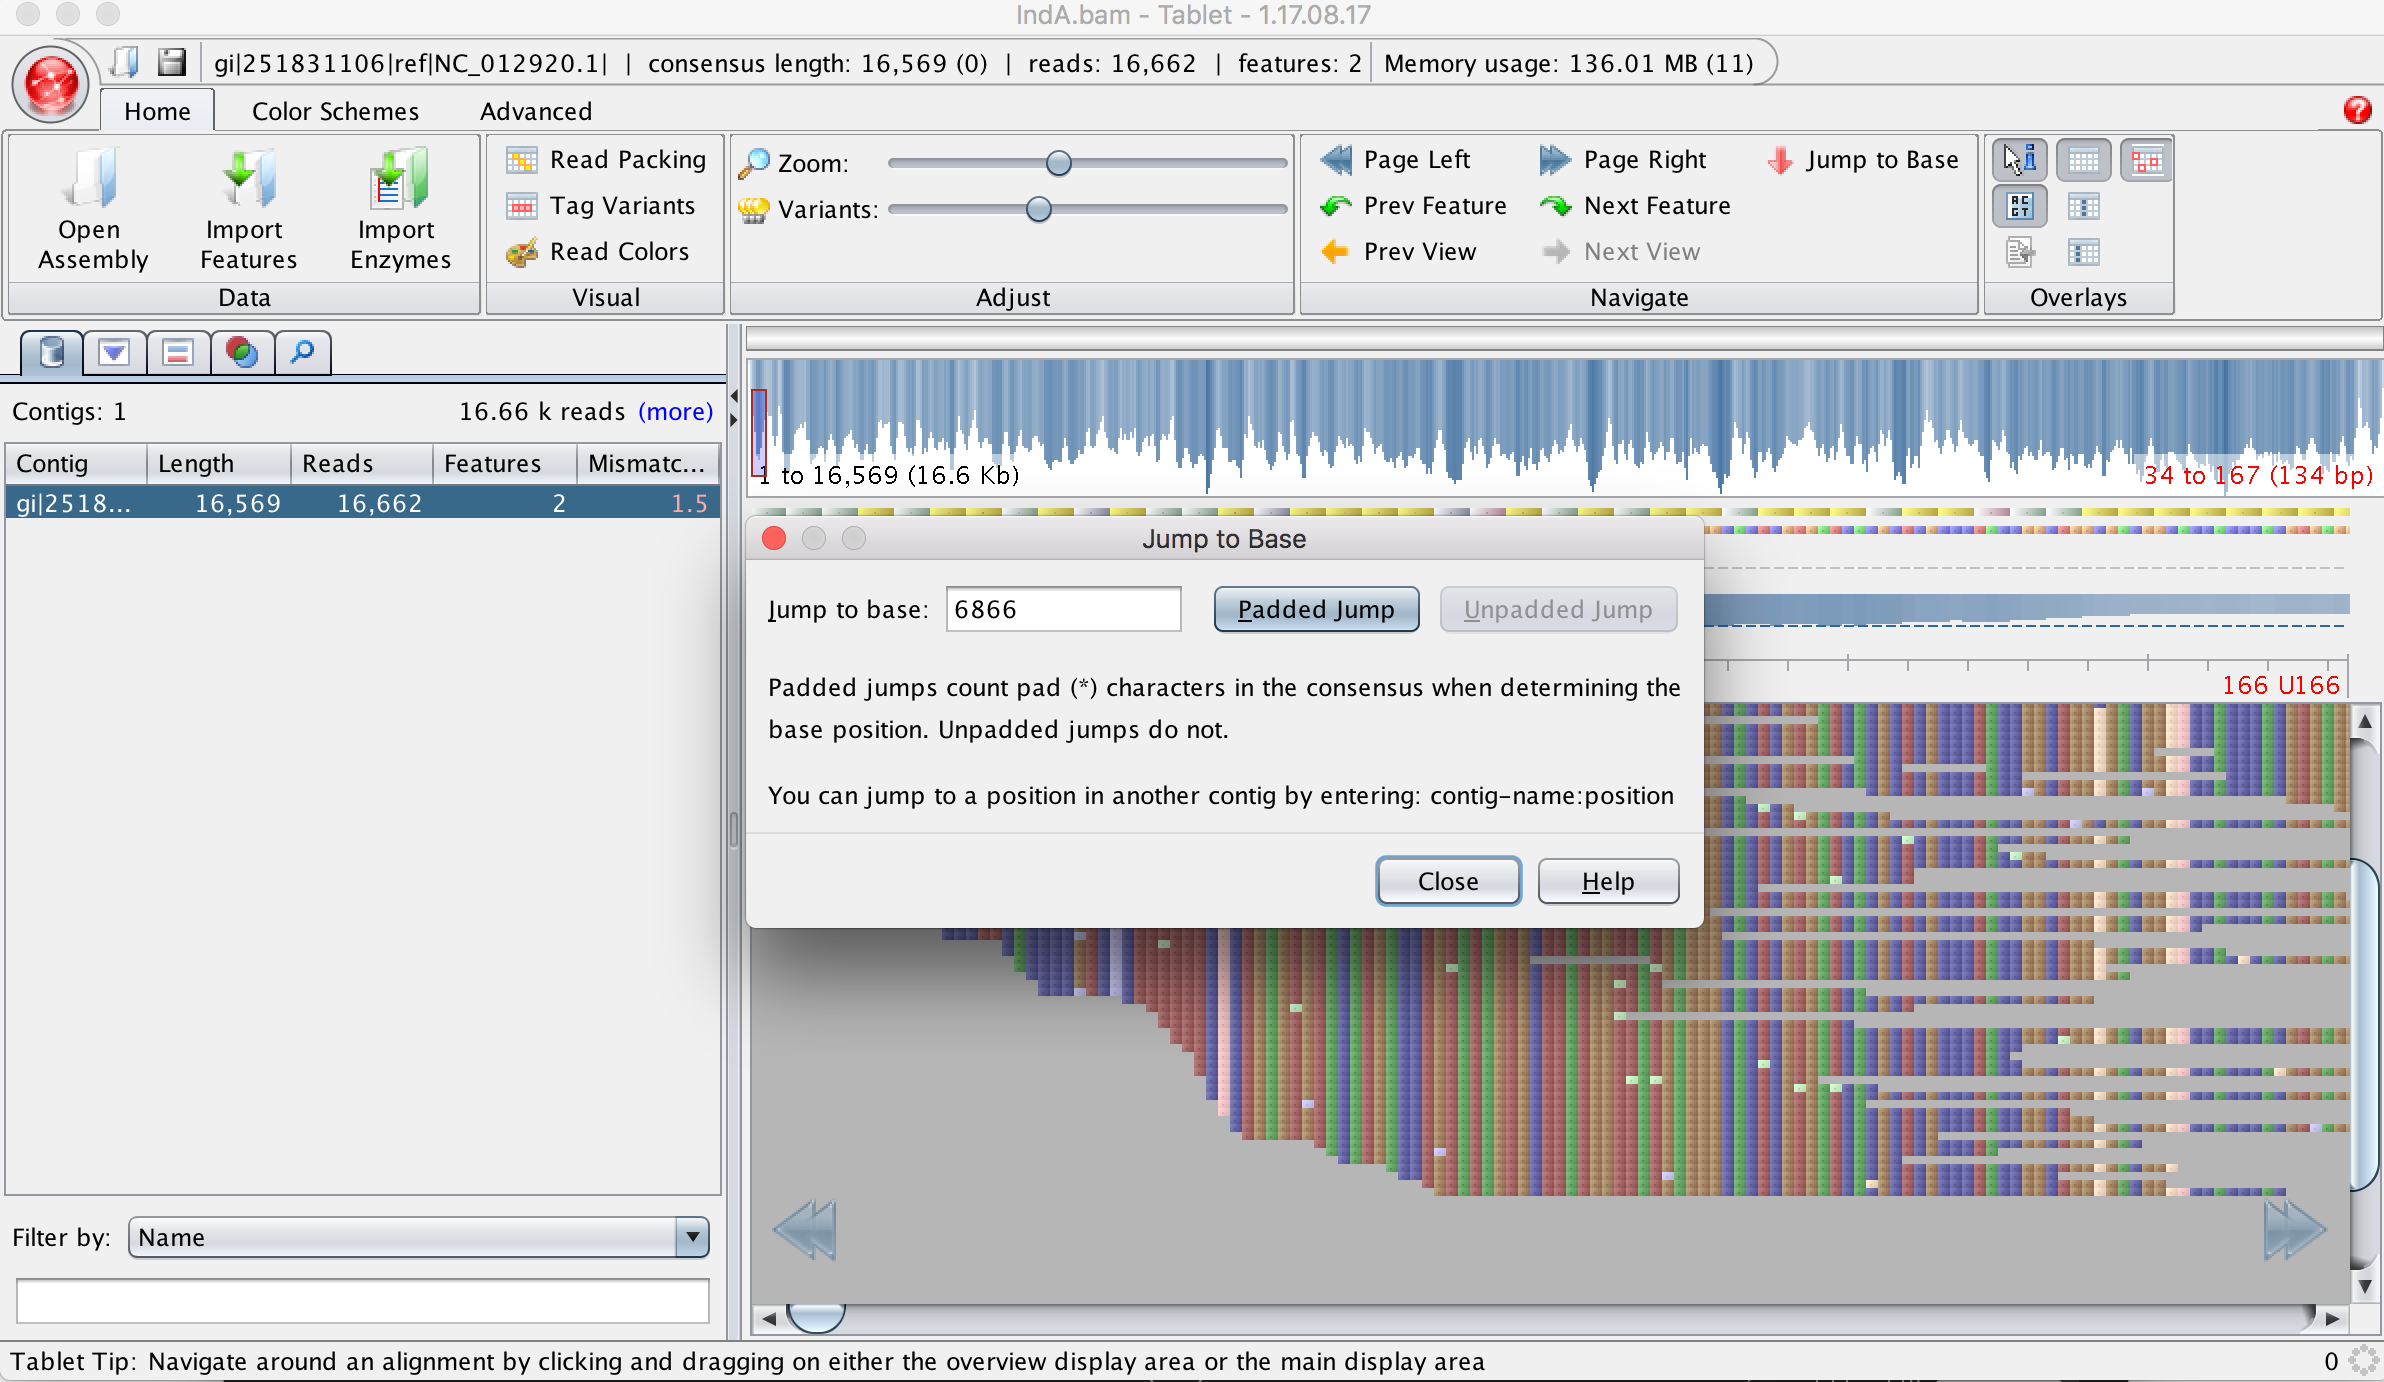 IndA.bam - Tablet - 1.17.08.17
gi|251831106|ref|NC_012920.1| | consensus length: 16,569 (0) | reads: 16,662 | features: 2 Memory usage: 136.01 MB (11)
Home Color Schemes Advanced
Open Assembly
Import Features
Import Enzymes
Data
Read Packing
Tag Variants
Read Colors
Visual
Zoom:
Variants:
Adjust
Page Left Page Right Jump to Base
Prev Feature Next Feature
Prev View Next View
Navigate
Overlays
Contigs: 1 16.66 k reads (more)
Contig Length Reads Features Mismatc...
gi|2518... 16,569 16,662 2 1.5
1 to 16,569 (16.6 Kb) 34 to 167 (134 bp)
Jump to Base
Jump to base: 6866 Padded Jump Unpadded Jump
Padded jumps count pad (*) characters in the consensus when determining the
base position. Unpadded jumps do not.
You can jump to a position in another contig by entering: contig-name:position
Close Help
166 U166
Filter by: Name
Tablet Tip: Navigate around an alignment by clicking and dragging on either the overview display area or the main display area 0